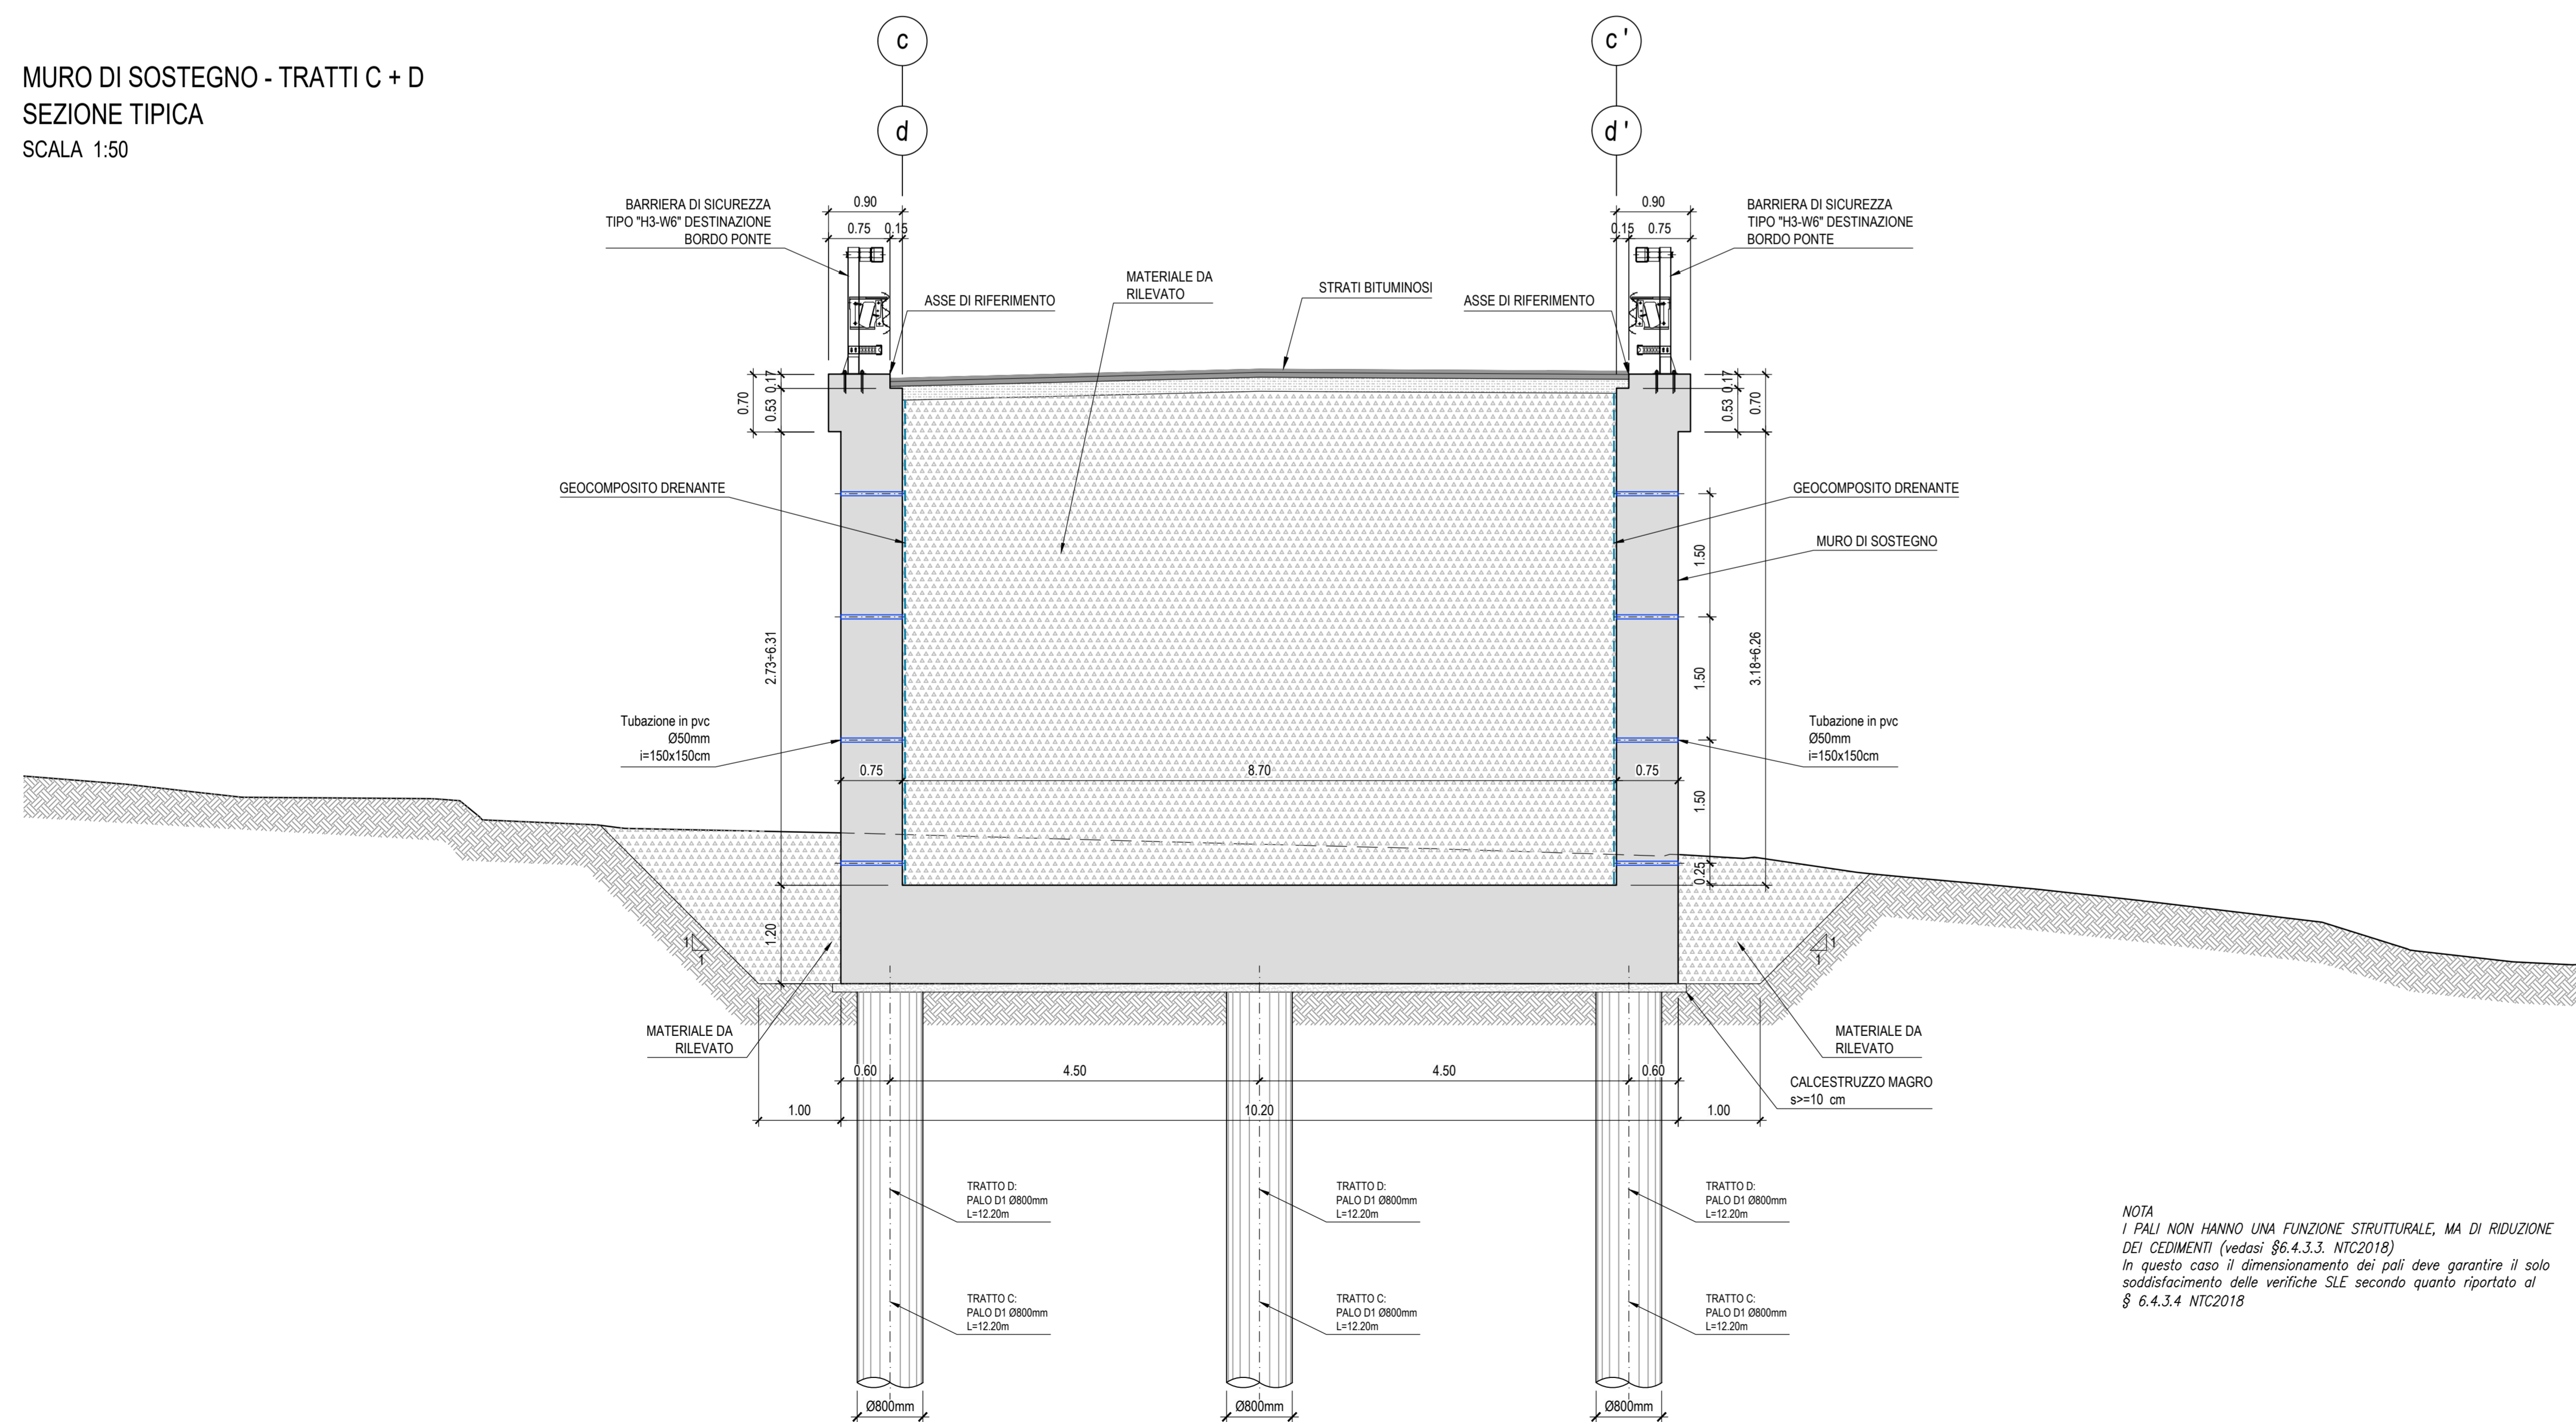 MURO DI SOSTEGNO - TRATTI C + D
SEZIONE TIPICA
SCALA 1:50
c
c'
d
d'
BARRIERA DI SICUREZZA
TIPO "H3-W6" DESTINAZIONE
BORDO PONTE
0.90
0.75
0.15
0.90
0.15
0.75
BARRIERA DI SICUREZZA
TIPO "H3-W6" DESTINAZIONE
BORDO PONTE
ASSE DI RIFERIMENTO
MATERIALE DA
RILEVATO
STRATI BITUMINOSI
ASSE DI RIFERIMENTO
0.70
0.17
0.53
0.17
0.53
0.70
GEOCOMPOSITO DRENANTE
GEOCOMPOSITO DRENANTE
MURO DI SOSTEGNO
1.50
2.73÷6.31
1.50
3.18÷6.26
Tubazione in pvc
Ø50mm
i=150x150cm
Tubazione in pvc
Ø50mm
i=150x150cm
0.75
8.70
0.75
1.50
0.25
1.20
1
1
1
1
MATERIALE DA
RILEVATO
MATERIALE DA
RILEVATO
0.60
4.50
4.50
0.60
CALCESTRUZZO MAGRO
s>=10 cm
1.00
10.20
1.00
TRATTO D:
PALO D1 Ø800mm
L=12.20m
TRATTO D:
PALO D1 Ø800mm
L=12.20m
TRATTO D:
PALO D1 Ø800mm
L=12.20m
TRATTO C:
PALO D1 Ø800mm
L=12.20m
TRATTO C:
PALO D1 Ø800mm
L=12.20m
TRATTO C:
PALO D1 Ø800mm
L=12.20m
Ø800mm
Ø800mm
Ø800mm
NOTA
I PALI NON HANNO UNA FUNZIONE STRUTTURALE, MA DI RIDUZIONE
DEI CEDIMENTI (vedasi §6.4.3.3. NTC2018)
In questo caso il dimensionamento dei pali deve garantire il solo
soddisfacimento delle verifiche SLE secondo quanto riportato al
§ 6.4.3.4 NTC2018